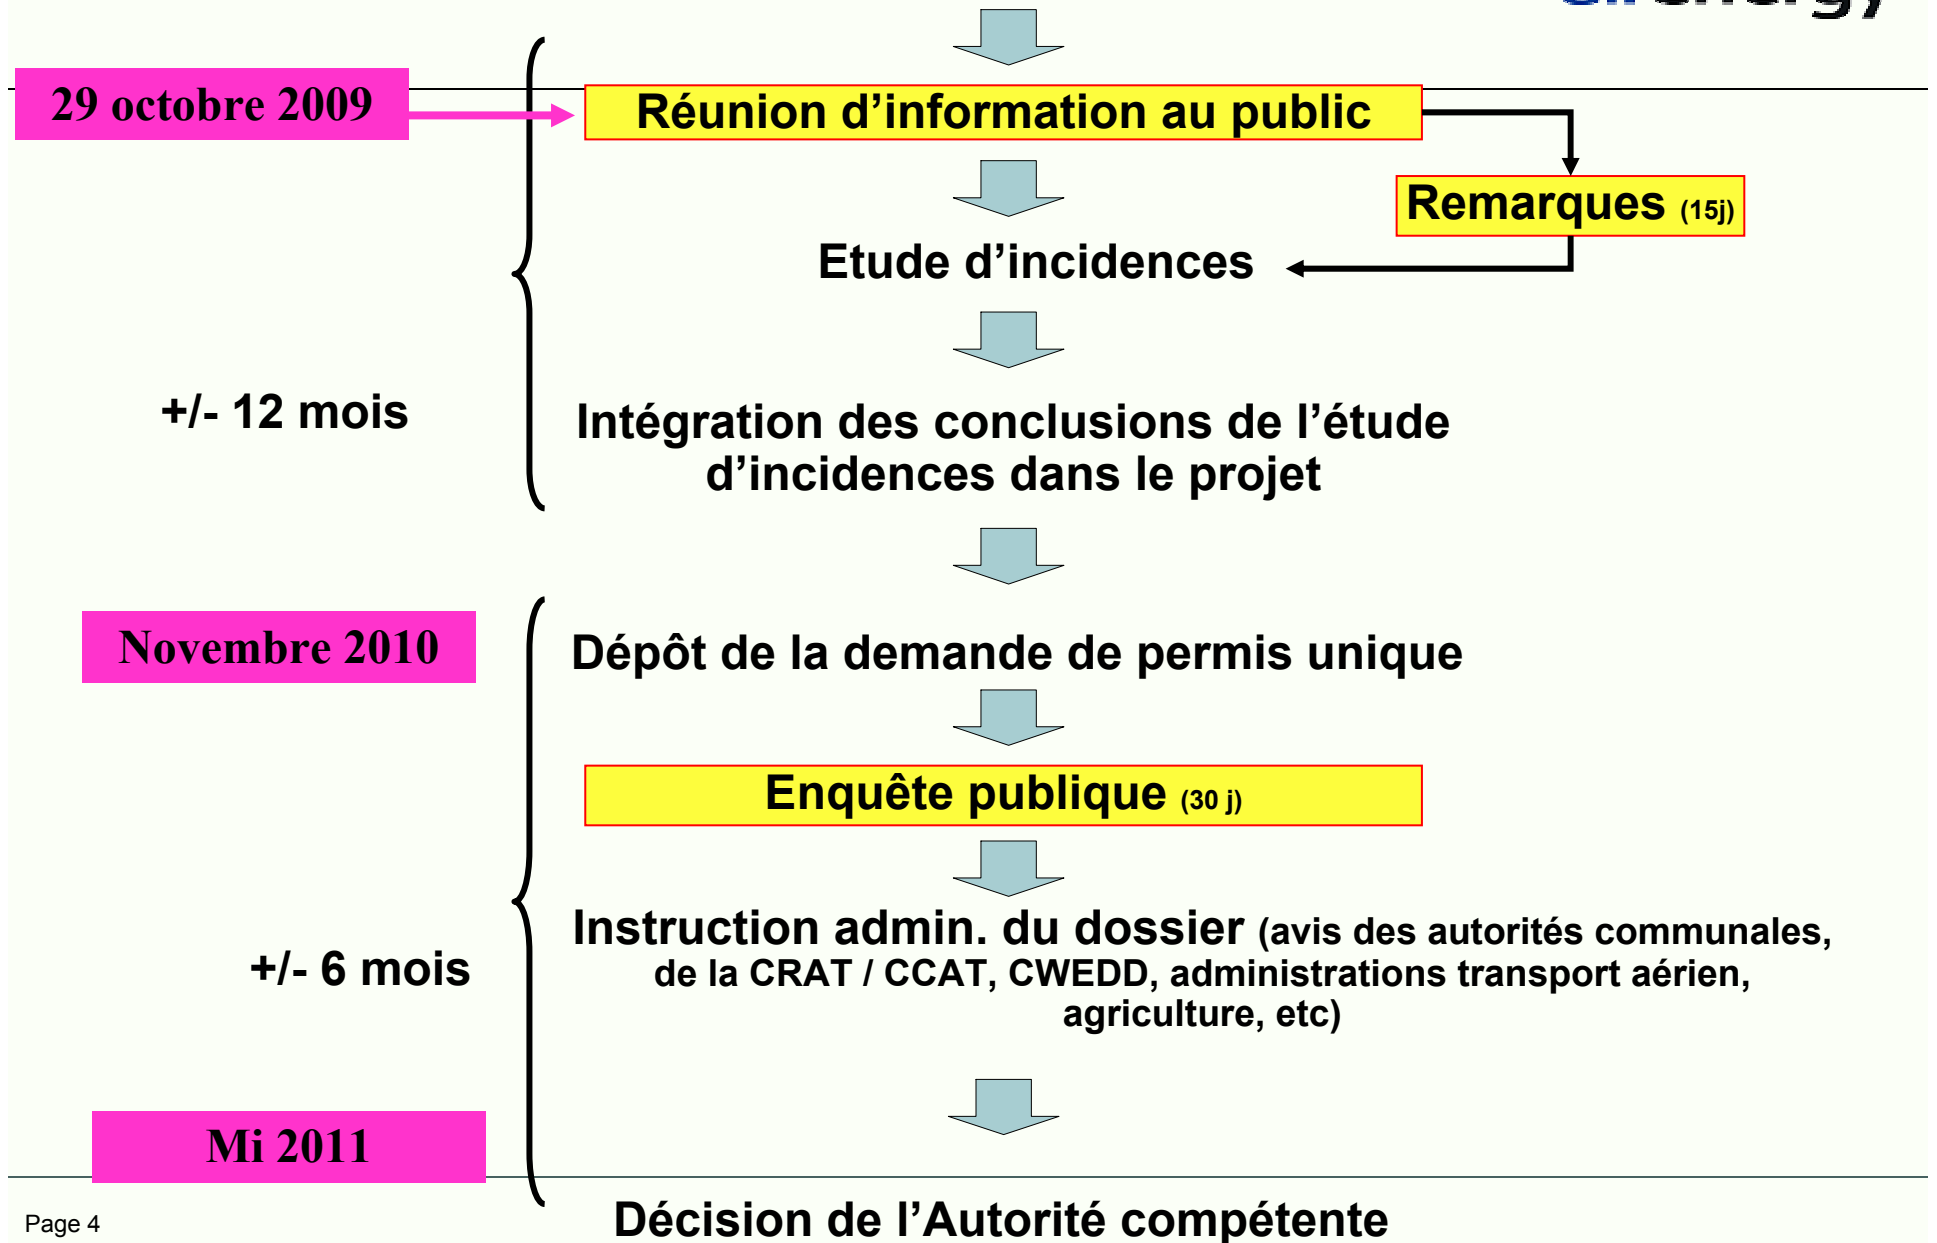 29 octobre 2009
Réunion d’information au public
Remarques (15j)
Etude d’incidences
+/- 12 mois
Intégration des conclusions de l’étude
d’incidences dans le projet
Novembre 2010
Dépôt de la demande de permis unique
Enquête publique (30 j)
Instruction admin. du dossier (avis des autorités communales,
+/- 6 mois
de la CRAT / CCAT, CWEDD, administrations transport aérien,
agriculture, etc)
Mi 2011
Décision de l’Autorité compétente
Page 4